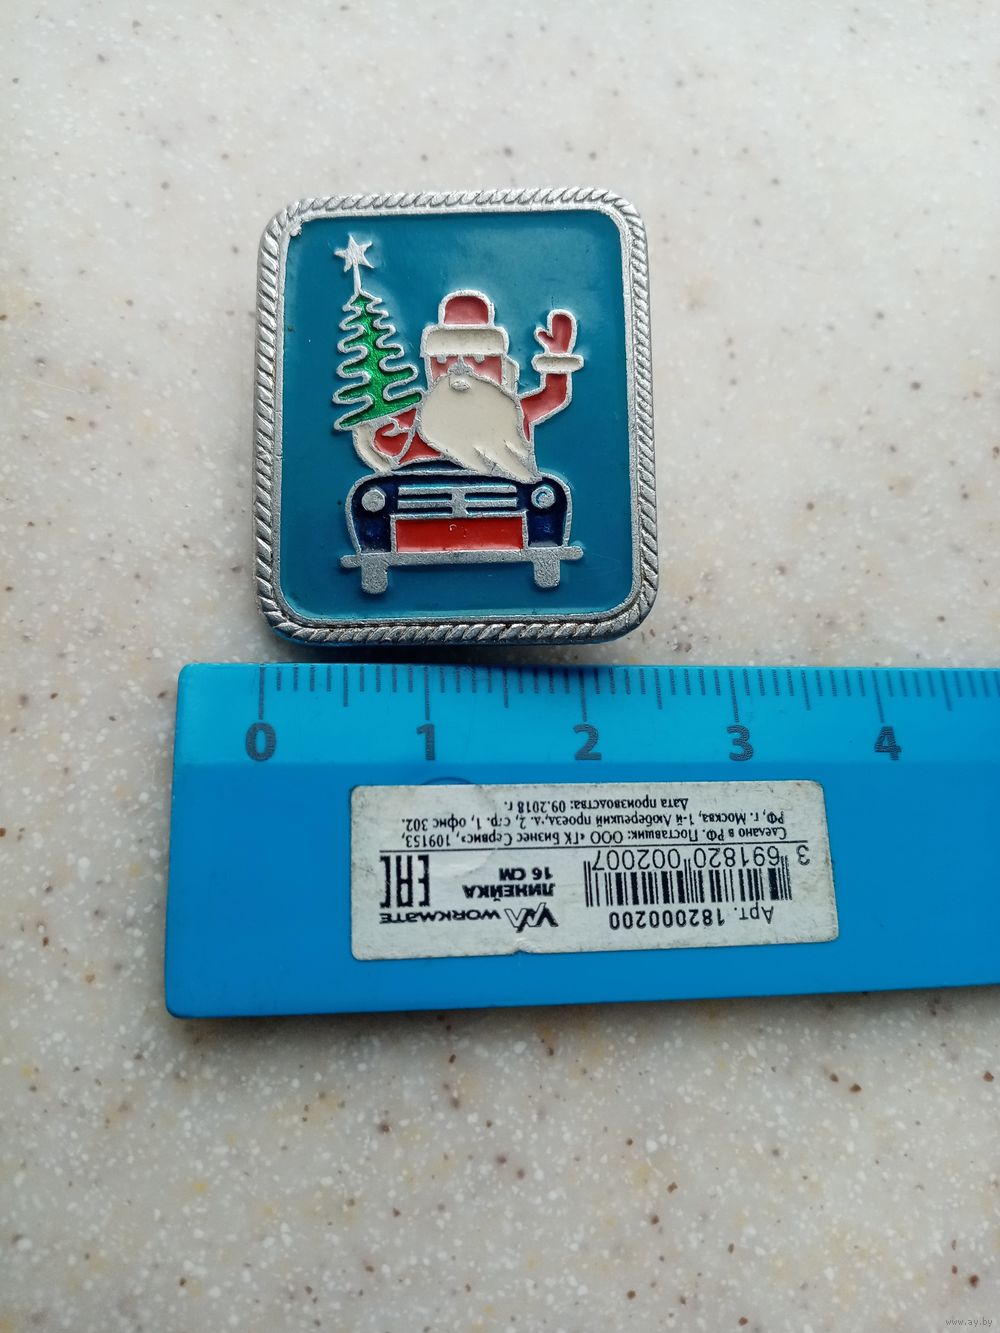 0 1 2 3 4
Арт. 182000200
3 691820 002007
WORKMATE
ЛИНЕЙКА
16 СМ
EAC
Сделано в РФ. Поставщик: ООО «ГК Бизнес Сервис», 109153,
РФ, г. Москва, 1-й Люберецкий проезд, д. 2, стр. 1, офис 302.
Дата производства: 09.2018 г.
www.ay.by